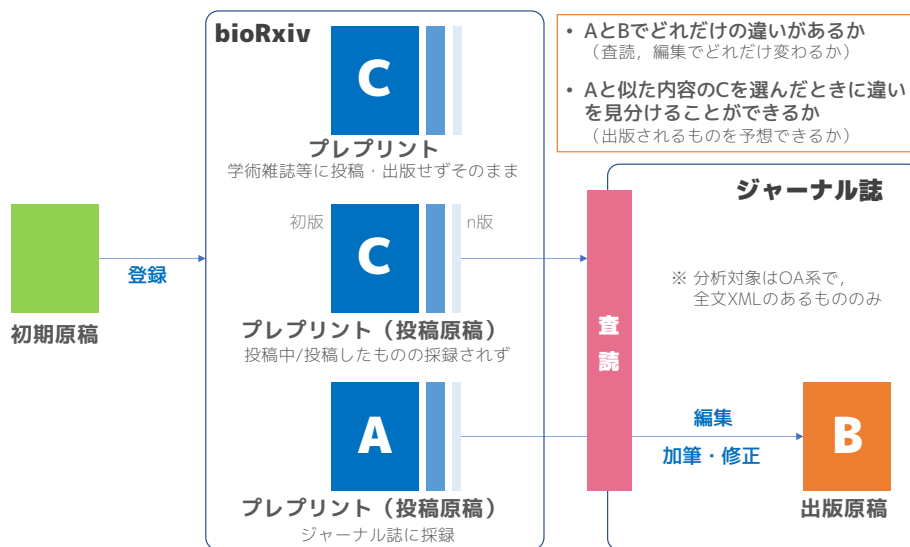 bioRxiv
C
プレプリント
学術雑誌等に投稿・出版せずそのまま
初版
n版
C
プレプリント（投稿原稿）
投稿中/投稿したものの採録されず
A
プレプリント（投稿原稿）
ジャーナル誌に採録
初期原稿
登録
• AとBでどれだけの違いがあるか
（査読，編集でどれだけ変わるか）
• Aと似た内容のCを選んだときに違い
を見分けることができるか
（出版されるものを予想できるか）
ジャーナル誌
※ 分析対象はOA系で，
全文XMLのあるもののみ
査読
編集
加筆・修正
B
出版原稿